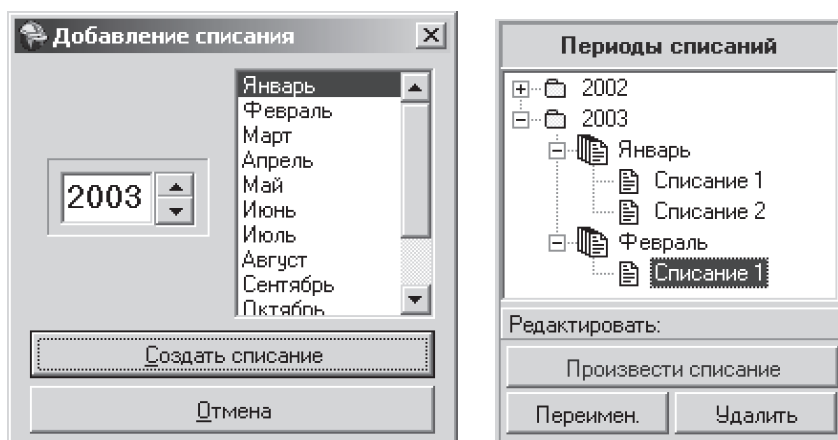 Добавление списания
2003
Январь
Февраль
Март
Апрель
Май
Июнь
Июль
Август
Сентябрь
Октябрь
Создать списание
Отмена
Периоды списаний
2002
2003
Январь
Списание 1
Списание 2
Февраль
Списание 1
Редактировать:
Произвести списание
Переимен. Удалить